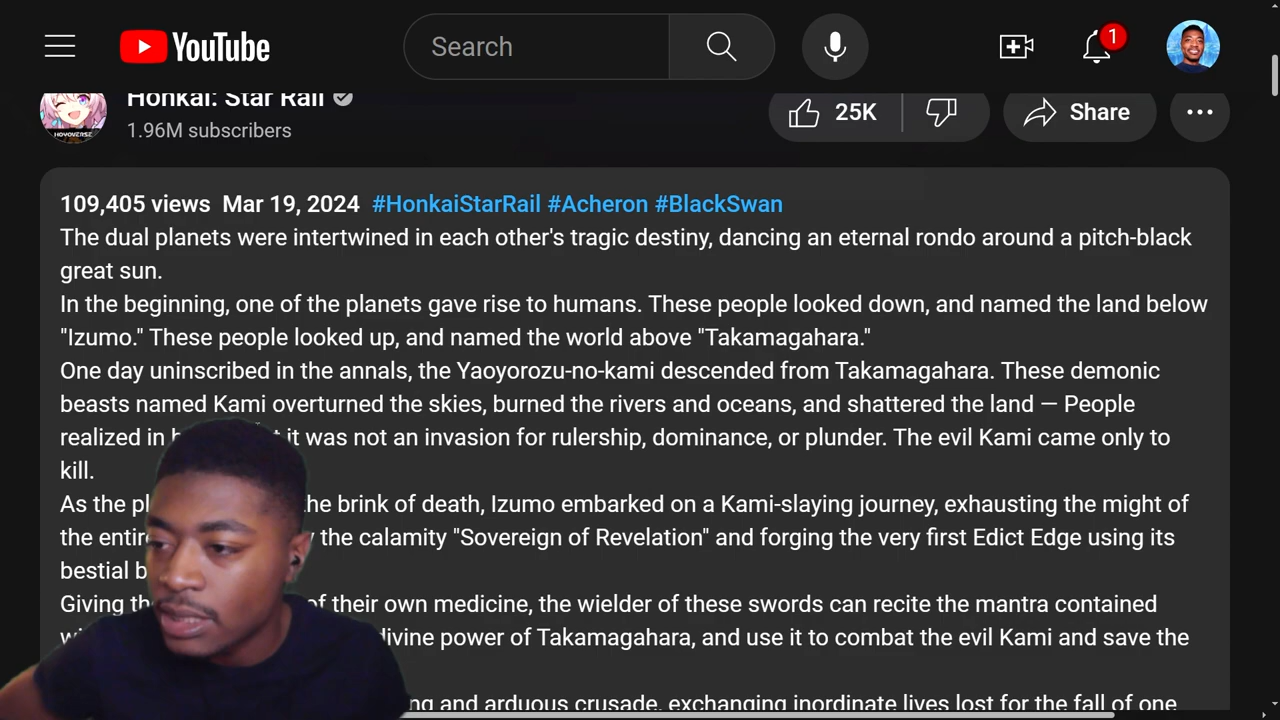 YouTube
Search
1
Honkai: Star Rail
HOYOVERSE
1.96M subscribers
25K
Share
109,405 views Mar 19, 2024 #HonkaiStarRail #Acheron #BlackSwan
The dual planets were intertwined in each other's tragic destiny, dancing an eternal rondo around a pitch-black
great sun.
In the beginning, one of the planets gave rise to humans. These people looked down, and named the land below
"Izumo." These people looked up, and named the world above "Takamagahara."
One day uninscribed in the annals, the Yaoyorozu-no-kami descended from Takamagahara. These demonic
beasts named Kami overturned the skies, burned the rivers and oceans, and shattered the land — People
realized in it was not an invasion for rulership, dominance, or plunder. The evil Kami came only to
kill.
As the the brink of death, Izumo embarked on a Kami-slaying journey, exhausting the might of
the the calamity "Sovereign of Revelation" and forging the very first Edict Edge using its
bestial
Giving of their own medicine, the wielder of these swords can recite the mantra contained
divine power of Takamagahara, and use it to combat the evil Kami and save the
and arduous crusade, exchanging inordinate lives lost for the fall of one